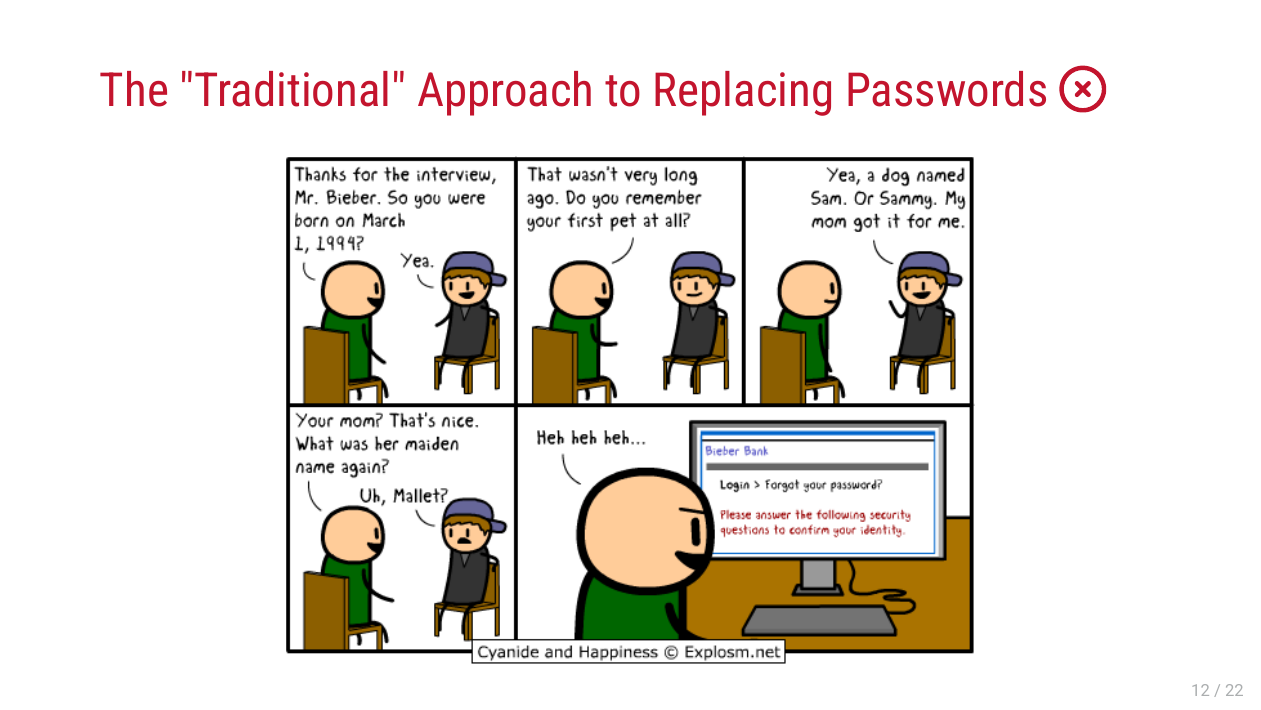 The "Traditional" Approach to Replacing Passwords
Thanks for the interview,
Mr. Bieber. So you were
born on March
1, 1994?
Yea.
That wasn't very long
ago. Do you remember
your first pet at all?
Yea, a dog named
Sam. Or Sammy. My
mom got it for me.
Your mom? That's nice.
What was her maiden
name again?
Uh, Mallet?
Heh heh heh...
Bieber Bank
Login > Forgot your password?
Please answer the following security
questions to confirm your identity.
Cyanide and Happiness © Explosm.net
12 / 22